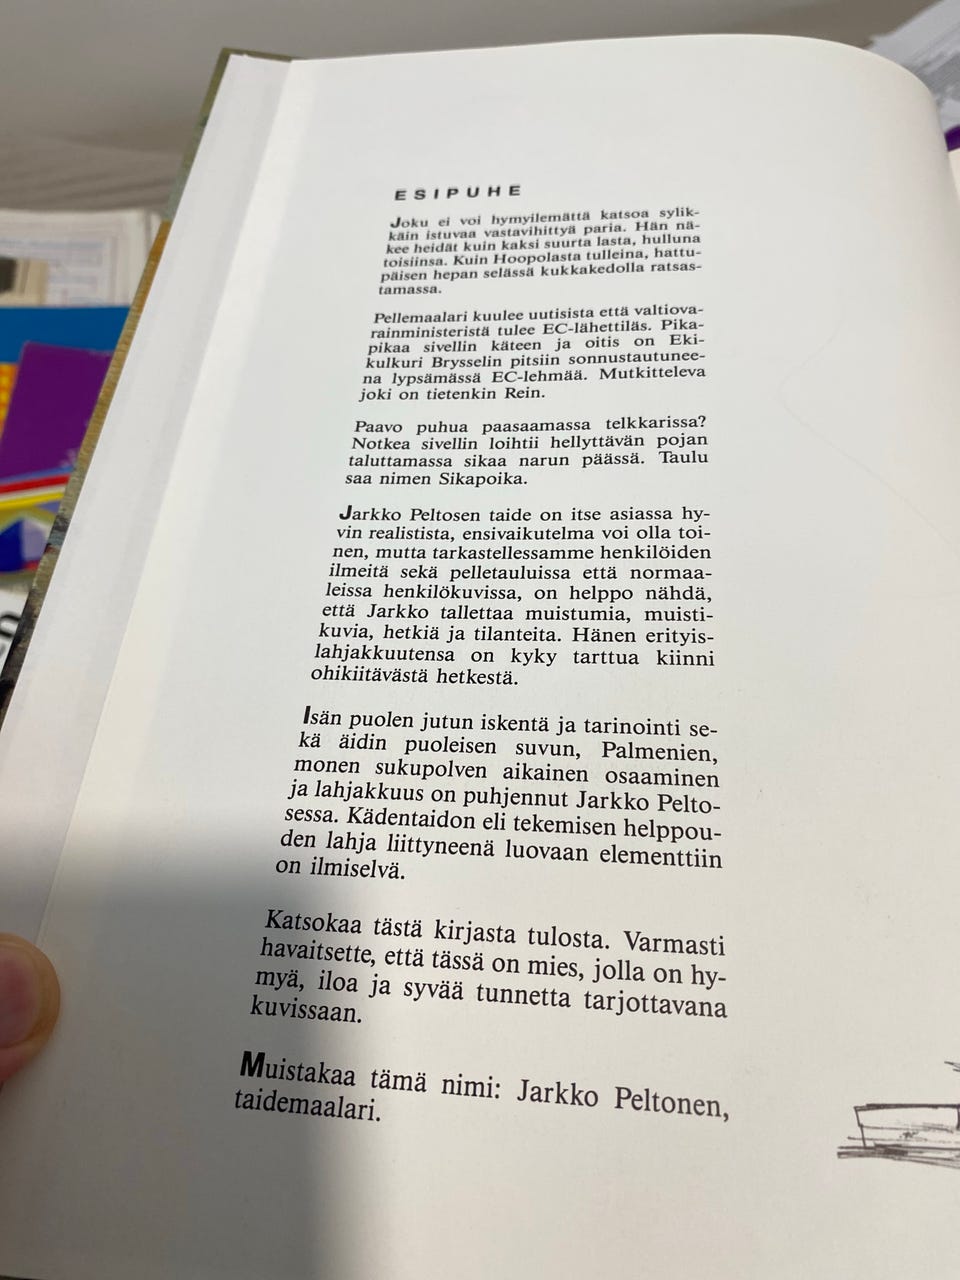 ESIPUHE
Joku ei voi hymyilemättä katsoa sylik-
käin istuvaa vastavihittyä paria. Hän nä-
kee heidät kuin kaksi suurta lasta, hulluna
toisiinsa. Kuin Hoopolasta tulleina, hattu-
päisen hepan selässä kukkakedolla ratsas-
tamassa.
Pellemaalari kuulee uutisista että valtiova-
rainministeristä tulee EC-lähettiläs. Pika-
pikaa sivellin käteen ja oitis on Eki-
kulkuri Brysselin pitsiin sonnustautunee-
na lypsämässä EC-lehmää. Mutkitteleva
joki on tietenkin Rein.
Paavo puhua paasaamassa telkkarissa?
Notkea sivellin loihtii hellyttävän pojan
taluttamassa sikaa narun päässä. Taulu
saa nimen Sikapoika.
Jarkko Peltosen taide on itse asiassa hy-
vin realistista, ensivaikutelma voi olla toi-
nen, mutta tarkastellessamme henkilöiden
ilmeitä sekä pelletauluissa että normaa-
leissa henkilökuvissa, on helppo nähdä,
että Jarkko tallettaa muistumia, muisti-
kuvia, hetkiä ja tilanteita. Hänen erityis-
lahjakkuutensa on kyky tarttua kiinni
ohikiitävästä hetkestä.
Isän puolen jutun iskentä ja tarinointi se-
kä äidin puoleisen suvun, Palmenien,
monen sukupolven aikainen osaaminen
ja lahjakkuus on puhjennut Jarkko Pelto-
sessa. Kädentaidon eli tekemisen helppou-
den lahja liittyneenä luovaan elementtiin
on ilmiselvä.
Katsokaa tästä kirjasta tulosta. Varmasti
havaitsette, että tässä on mies, jolla on hy-
myä, iloa ja syvää tunnetta tarjottavana
kuvissaan.
Muistakaa tämä nimi: Jarkko Peltonen,
taidemaalari.